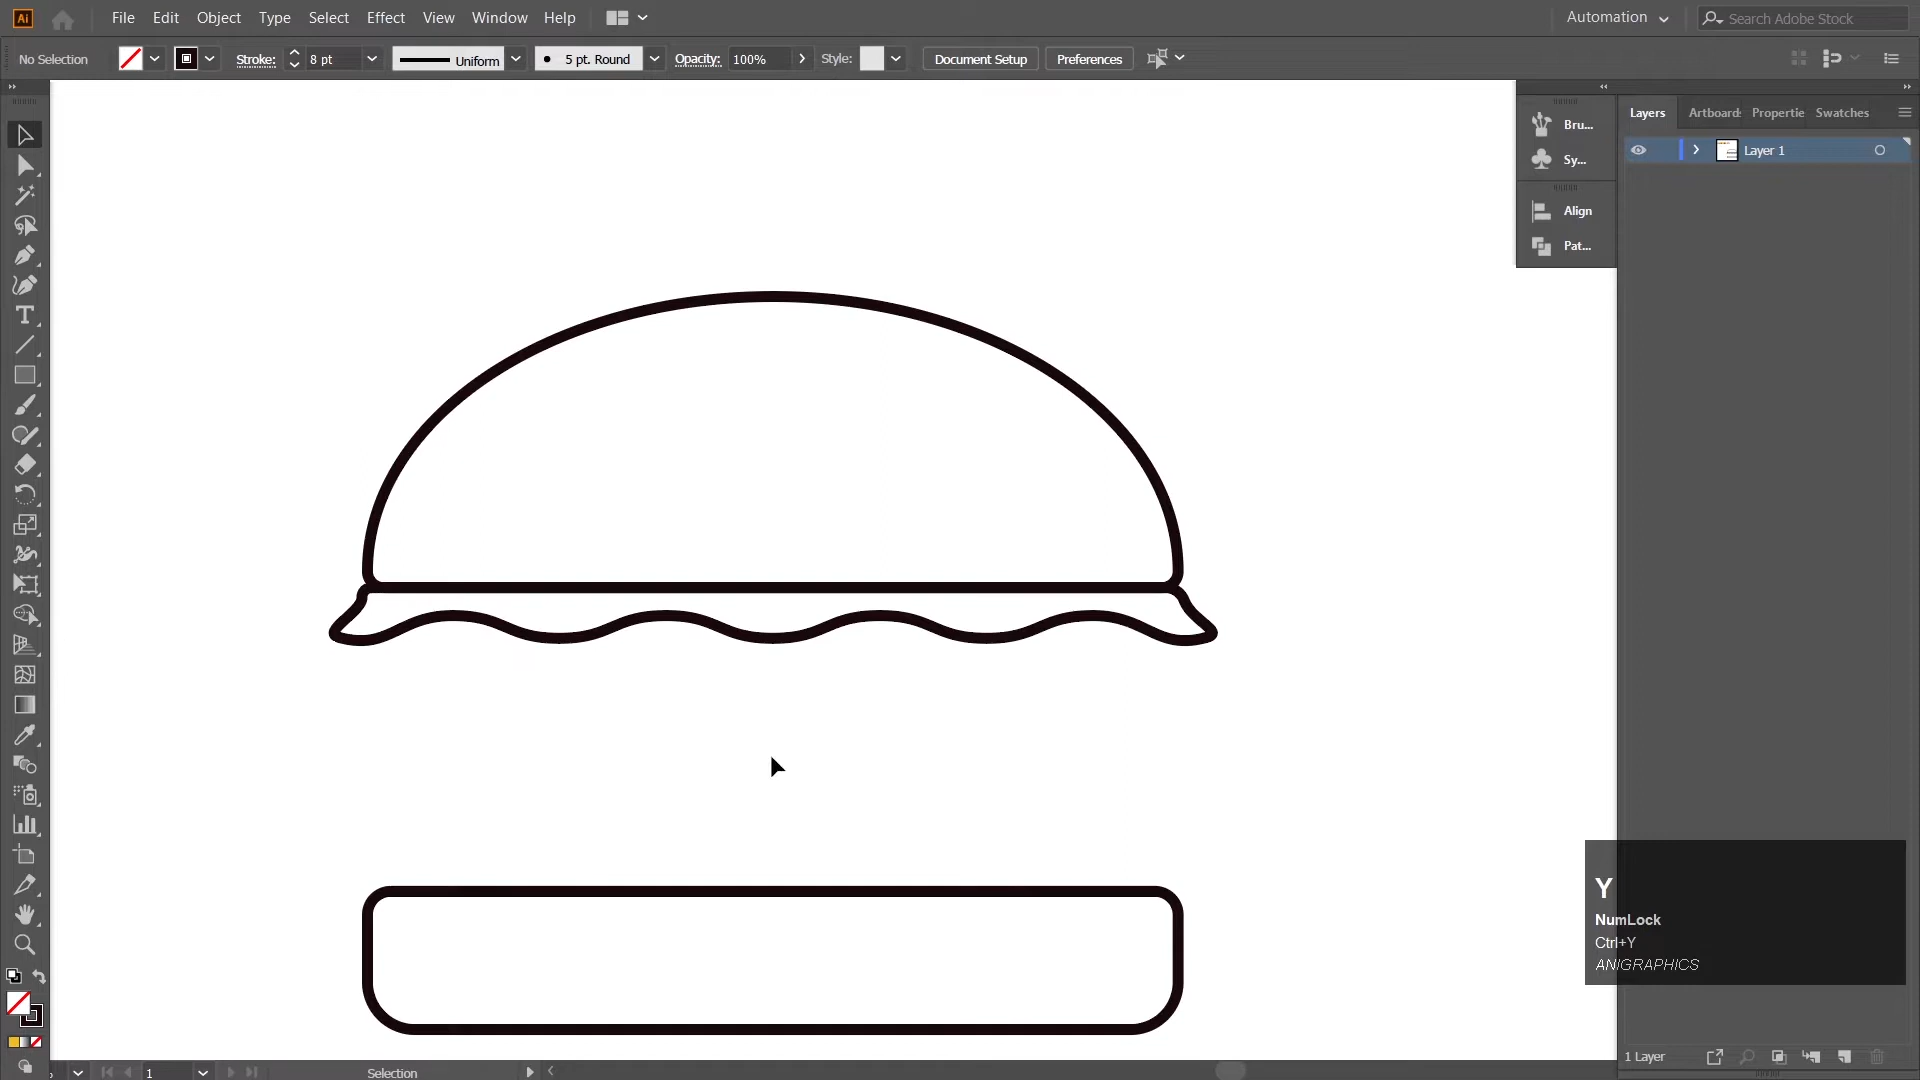 Ai File Edit Object Type Select Effect View Window Help Automation Search Adobe Stock
No Selection Stroke: 8 pt Uniform 5 pt. Round Opacity: 100% Style: Document Setup Preferences
Layers Artboard Propertie Swatches
Bru...
Layer 1
Sy...
Align
Pat...
Y
NumLock
Ctrl+Y
ANIGRAPHICS
1 Layer
1 Selection